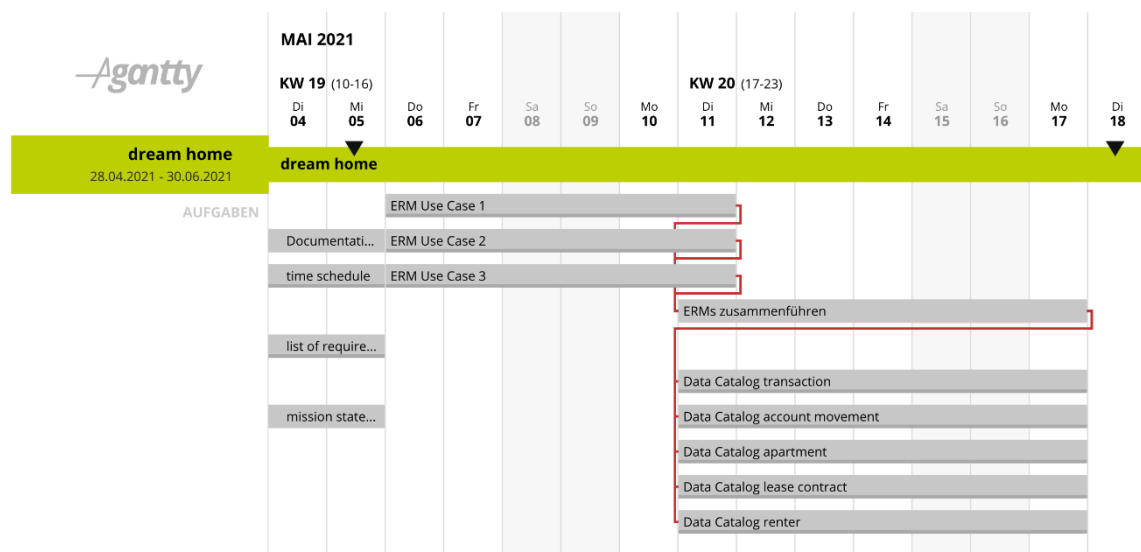 Agantty
MAI 2021
KW 19 (10-16)
KW 20 (17-23)
Di Mi Do Fr Sa So Mo Di Mi Do Fr Sa So Mo Di
04 05 06 07 08 09 10 11 12 13 14 15 16 17 18
dream home
28.04.2021 - 30.06.2021
dream home
AUFGABEN
ERM Use Case 1
Documentati... ERM Use Case 2
time schedule ERM Use Case 3
ERMs zusammenführen
list of require...
Data Catalog transaction
mission state... Data Catalog account movement
Data Catalog apartment
Data Catalog lease contract
Data Catalog renter